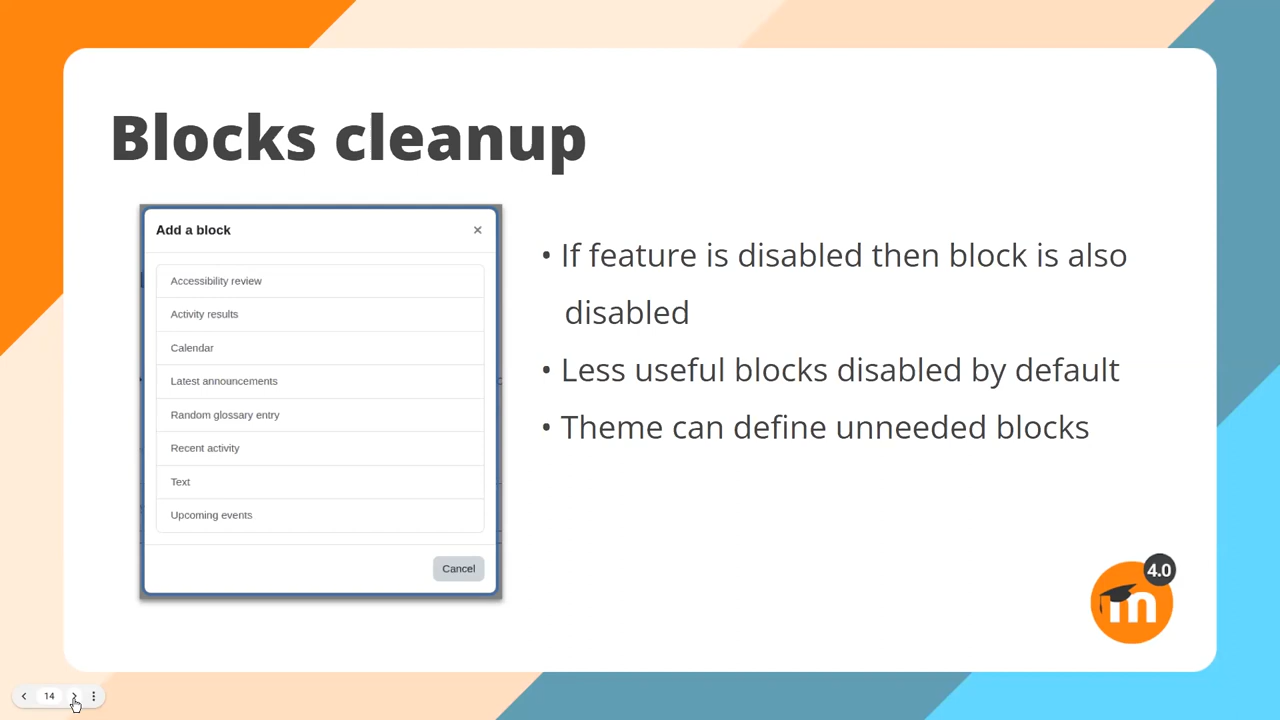 Blocks cleanup
Add a block ×
Accessibility review
Activity results
Calendar
Latest announcements
Random glossary entry
Recent activity
Text
Upcoming events
Cancel
• If feature is disabled then block is also
disabled
• Less useful blocks disabled by default
• Theme can define unneeded blocks
4.0
m
14